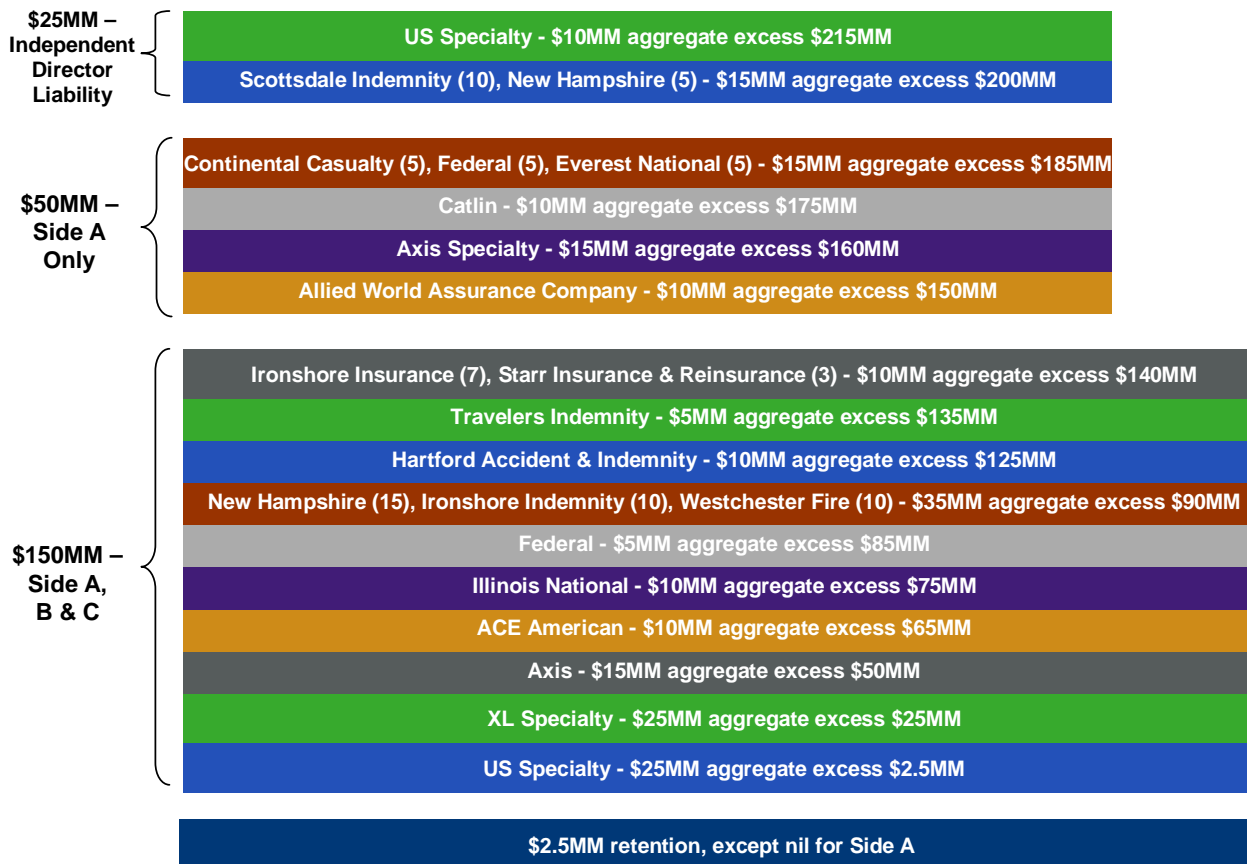 $25MM –
Independent
Director
Liability
US Specialty - $10MM aggregate excess $215MM
Scottsdale Indemnity (10), New Hampshire (5) - $15MM aggregate excess $200MM
$50MM –
Side A
Only
Continental Casualty (5), Federal (5), Everest National (5) - $15MM aggregate excess $185MM
Catlin - $10MM aggregate excess $175MM
Axis Specialty - $15MM aggregate excess $160MM
Allied World Assurance Company - $10MM aggregate excess $150MM
$150MM –
Side A,
B & C
Ironshore Insurance (7), Starr Insurance & Reinsurance (3) - $10MM aggregate excess $140MM
Travelers Indemnity - $5MM aggregate excess $135MM
Hartford Accident & Indemnity - $10MM aggregate excess $125MM
New Hampshire (15), Ironshore Indemnity (10), Westchester Fire (10) - $35MM aggregate excess $90MM
Federal - $5MM aggregate excess $85MM
Illinois National - $10MM aggregate excess $75MM
ACE American - $10MM aggregate excess $65MM
Axis - $15MM aggregate excess $50MM
XL Specialty - $25MM aggregate excess $25MM
US Specialty - $25MM aggregate excess $2.5MM
$2.5MM retention, except nil for Side A